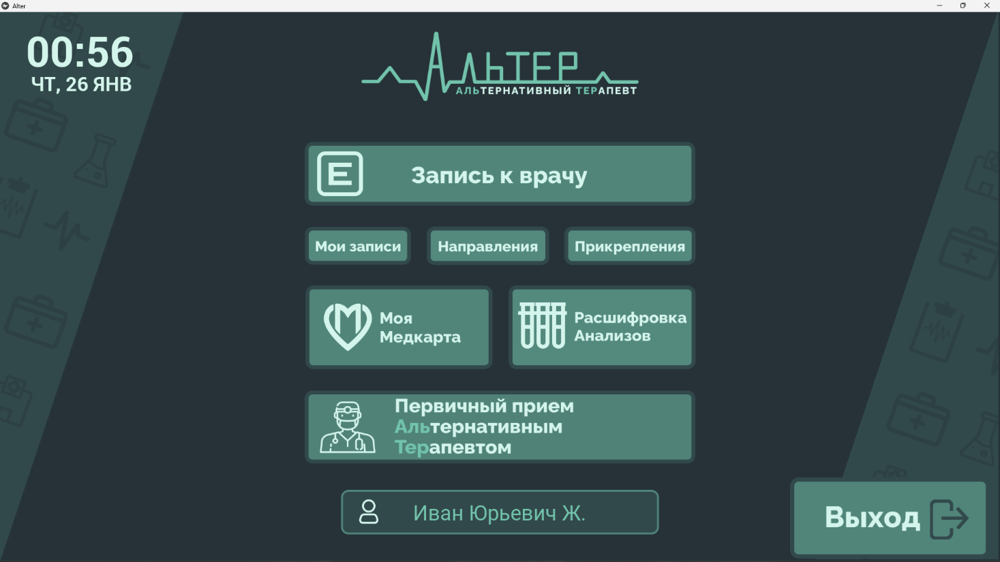 Alter
00:56
ЧТ, 26 ЯНВ
АЛЬТЕР
АЛЬТЕРНАТИВНЫЙ ТЕРАПЕВТ
E
Запись к врачу
Мои записи
Направления
Прикрепления
Моя
Медкарта
Расшифровка
Анализов
Первичный прием
Альтернативным
Терапевтом
Иван Юрьевич Ж.
Выход